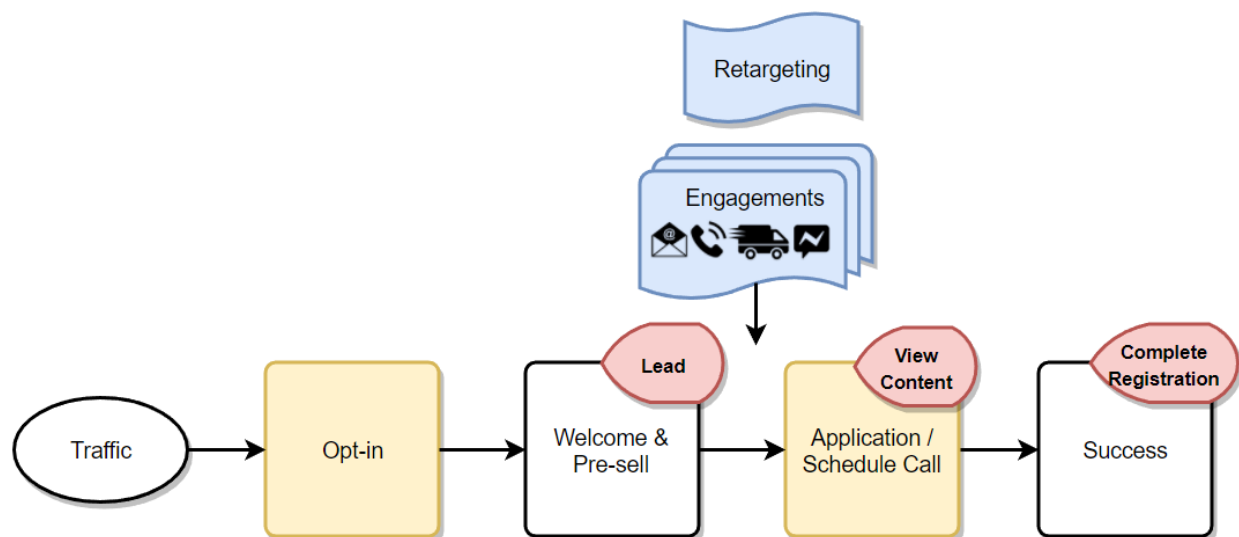 Retargeting
Engagements
@
Lead
View
Content
Complete
Registration
Traffic
Opt-in
Welcome &
Pre-sell
Application /
Schedule Call
Success